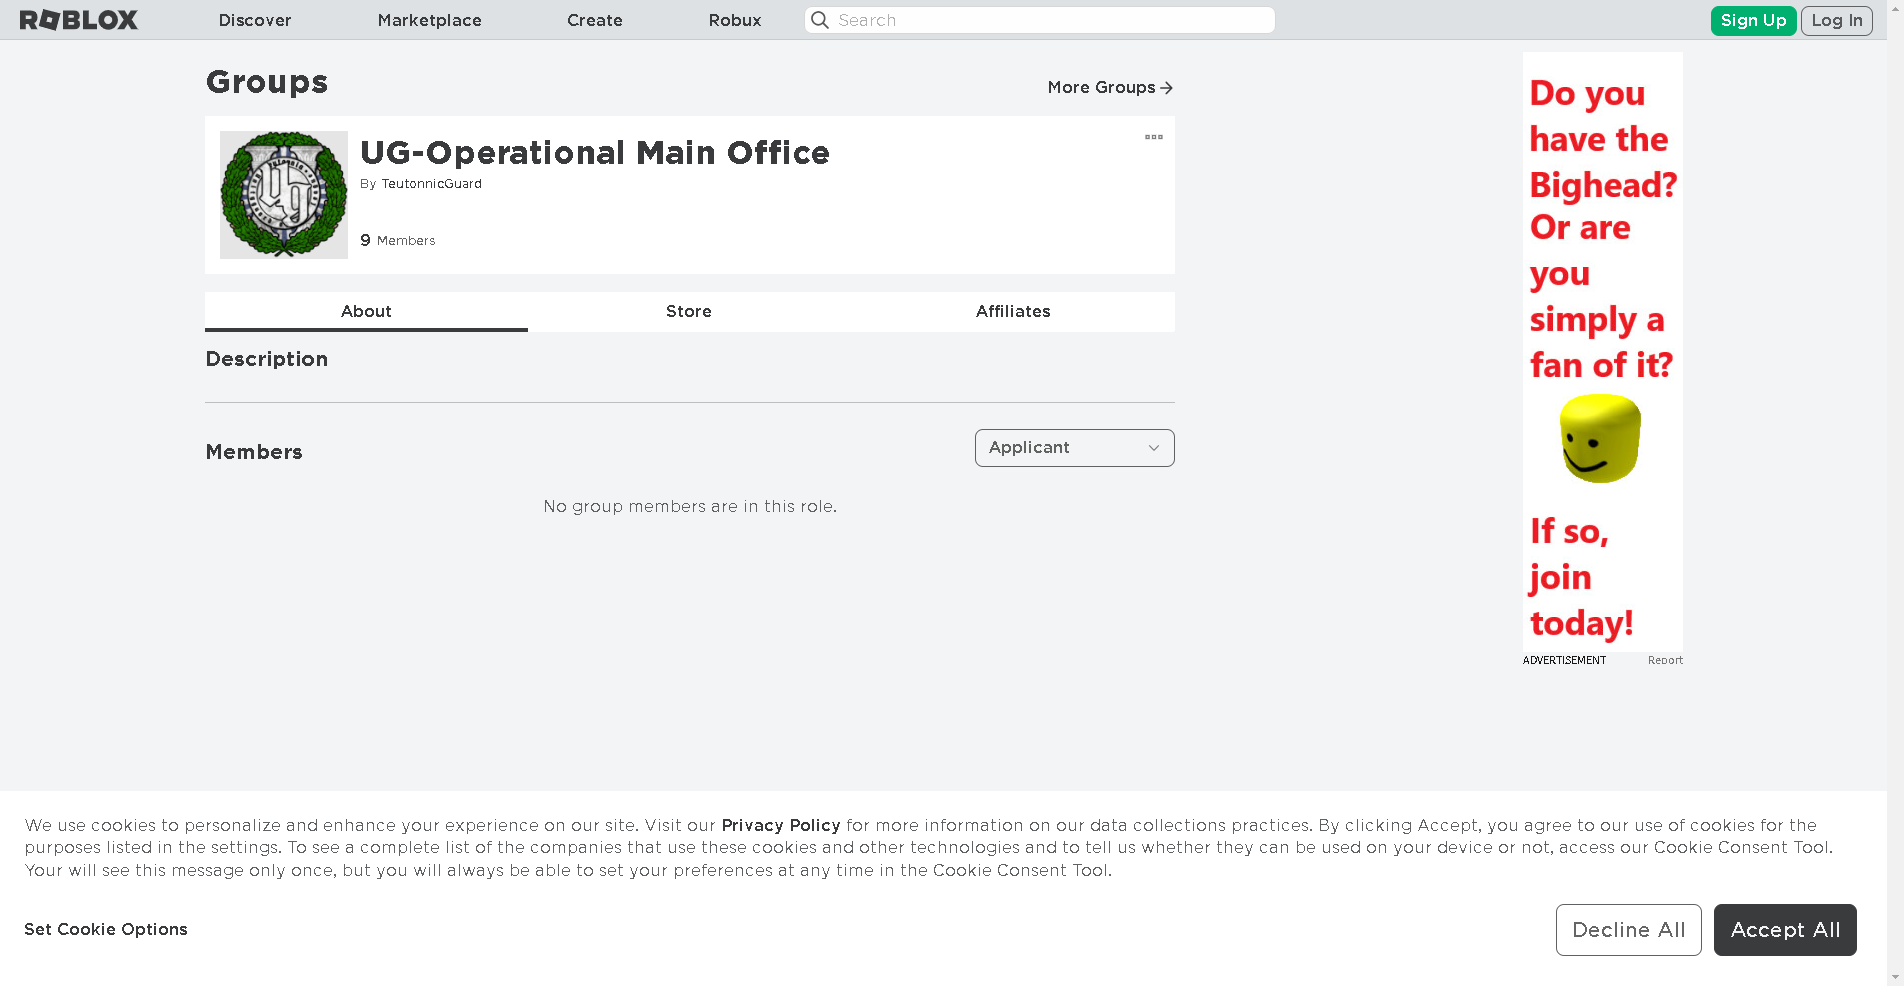 ROBLOX Discover Marketplace Create Robux Search Sign Up Log In
Groups
More Groups
UG-Operational Main Office
By TeutonnicGuard
9 Members
About Store Affiliates
Description
Members
Applicant
No group members are in this role.
Do you
have the
Bighead?
Or are
you
simply a
fan of it?
If so,
join
today!
ADVERTISEMENT Report
We use cookies to personalize and enhance your experience on our site. Visit our Privacy Policy for more information on our data collections practices. By clicking Accept, you agree to our use of cookies for the
purposes listed in the settings. To see a complete list of the companies that use these cookies and other technologies and to tell us whether they can be used on your device or not, access our Cookie Consent Tool.
Your will see this message only once, but you will always be able to set your preferences at any time in the Cookie Consent Tool.
Set Cookie Options
Decline All
Accept All